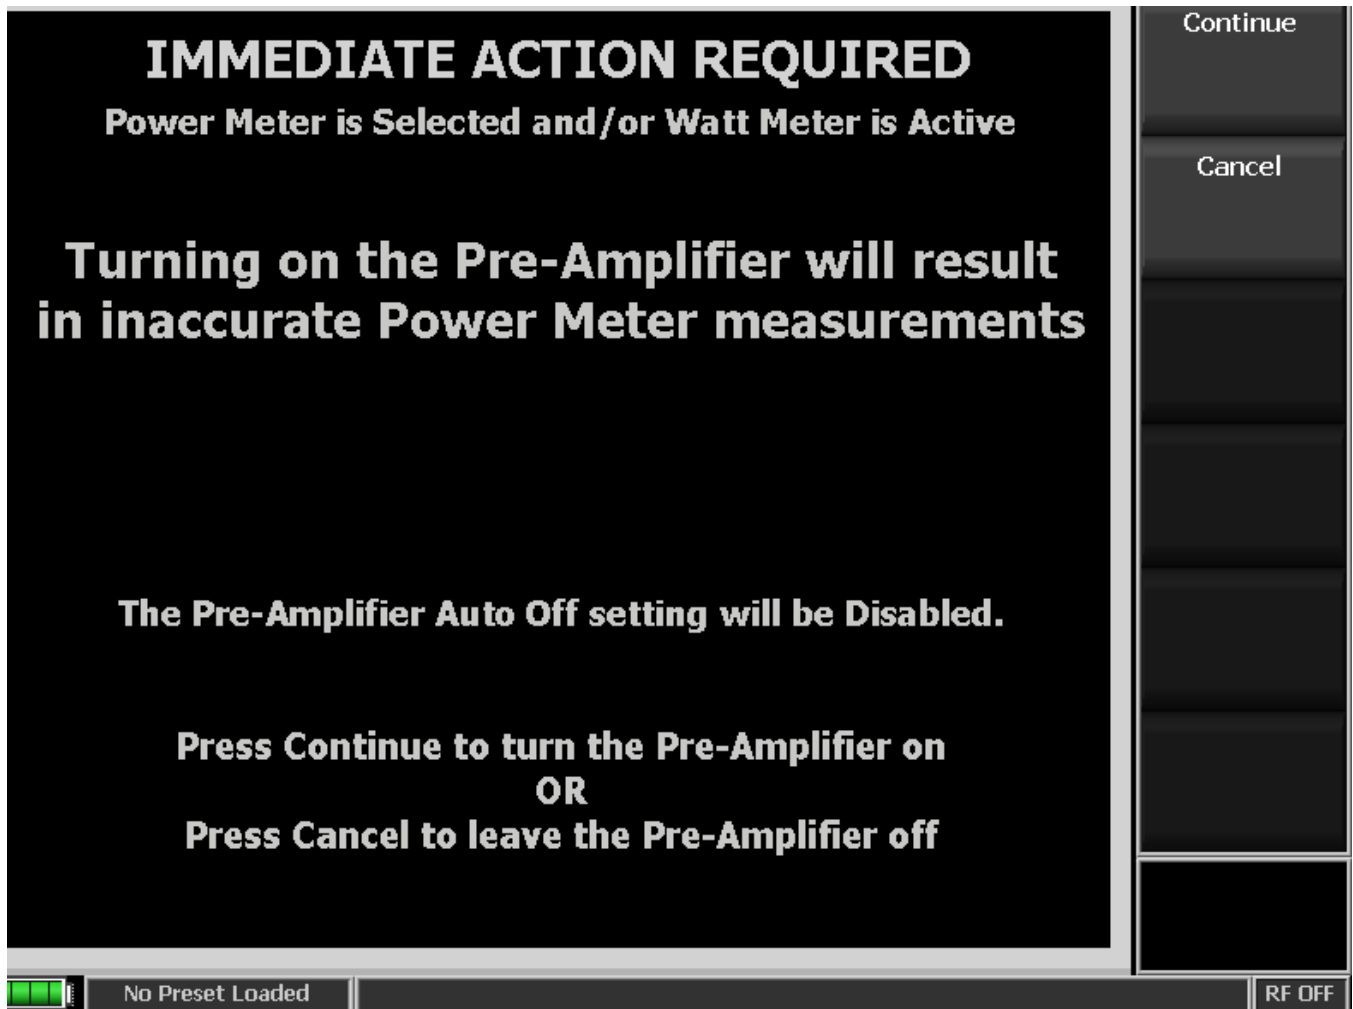 IMMEDIATE ACTION REQUIRED
Power Meter is Selected and/or Watt Meter is Active
Turning on the Pre-Amplifier will result
in inaccurate Power Meter measurements
The Pre-Amplifier Auto Off setting will be Disabled.
Press Continue to turn the Pre-Amplifier on
OR
Press Cancel to leave the Pre-Amplifier off
Continue
Cancel
No Preset Loaded
RF OFF